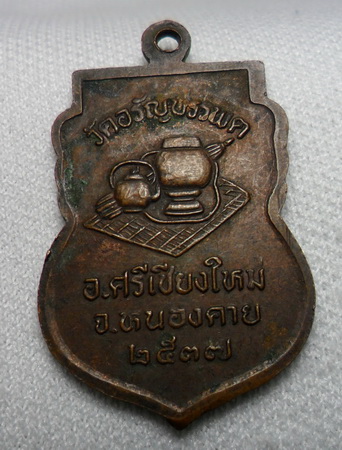 วัดอรัญบรรพต
อ.ศรีเชียงใหม่
จ.หนองคาย
๒๕๓๗